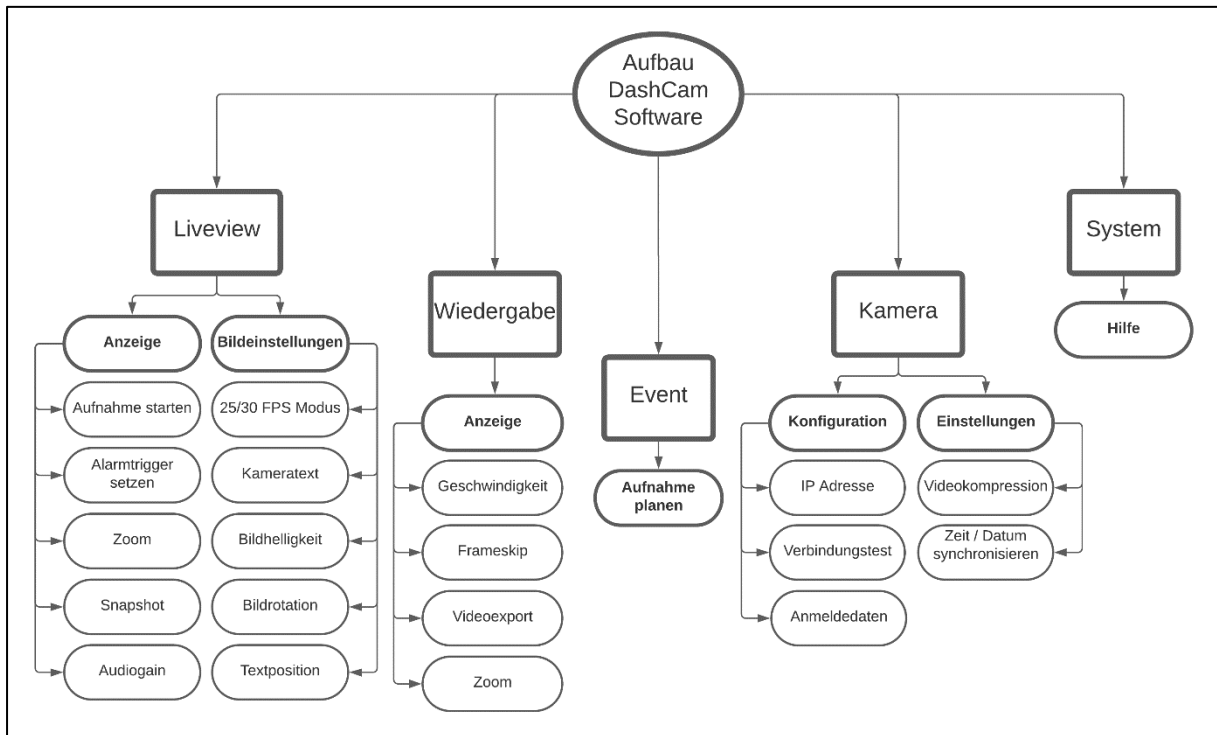 Aufbau
DashCam
Software
Liveview
Anzeige
Aufnahme starten
Alarmtrigger
setzen
Zoom
Snapshot
Audiogain
Bildeinstellungen
25/30 FPS Modus
Kameratext
Bildhelligkeit
Bildrotation
Textposition
Wiedergabe
Anzeige
Geschwindigkeit
Frameskip
Videoexport
Zoom
Event
Aufnahme
planen
Kamera
Konfiguration
IP Adresse
Verbindungstest
Anmeldedaten
Einstellungen
Videokompression
Zeit / Datum
synchronisieren
System
Hilfe